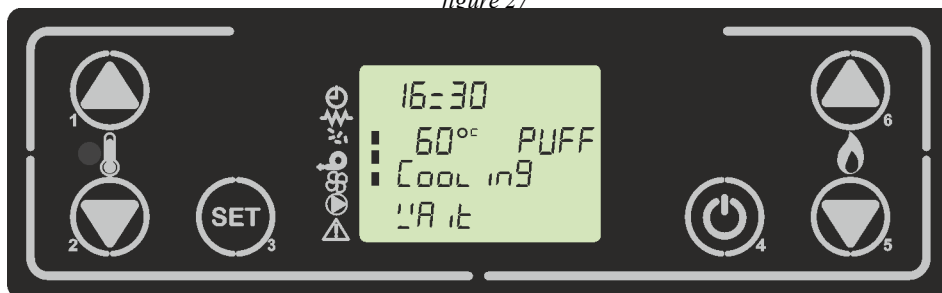 figure 27
16:30
60°c PUFF
Cooling
WAit
1
2
SET
3
4
5
6